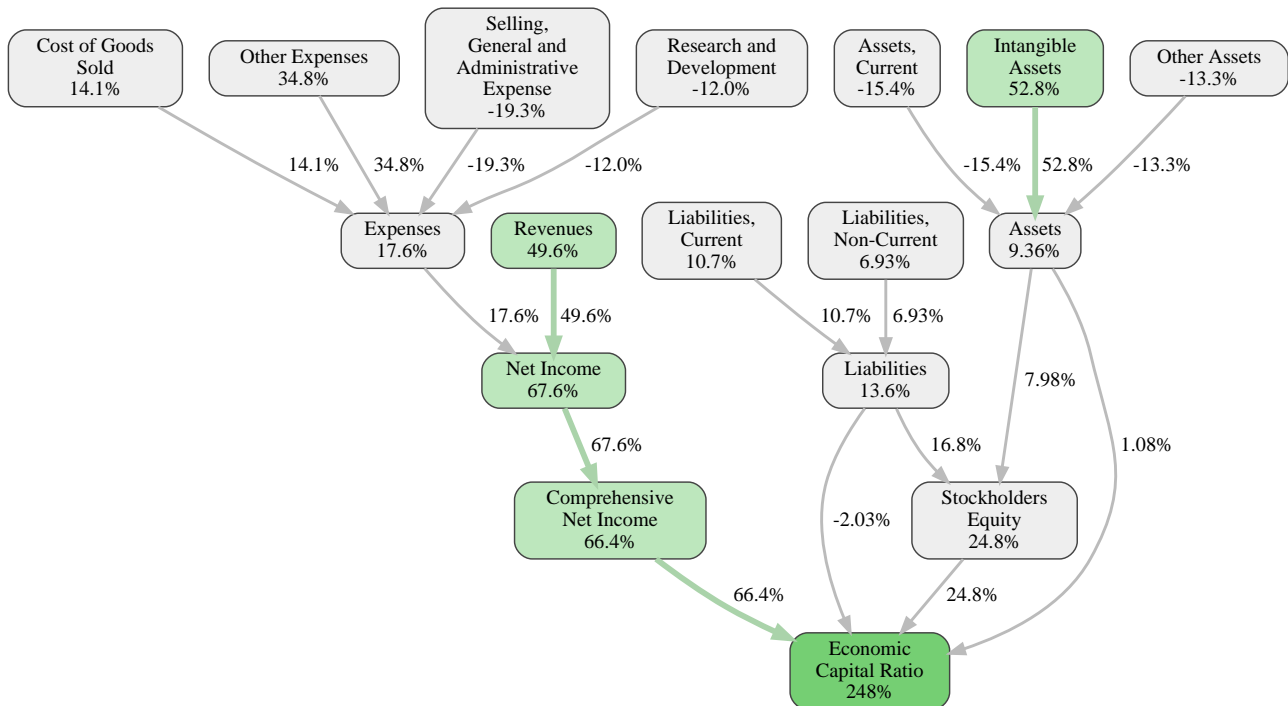 Cost of Goods
Sold
14.1%
Other Expenses
34.8%
Selling,
General and
Administrative
Expense
-19.3%
Research and
Development
-12.0%
Assets,
Current
-15.4%
Intangible
Assets
52.8%
Other Assets
-13.3%
14.1%
34.8%
-19.3%
-12.0%
-15.4%
52.8%
-13.3%
Expenses
17.6%
Revenues
49.6%
Liabilities,
Current
10.7%
Liabilities,
Non-Current
6.93%
Assets
9.36%
17.6%
49.6%
10.7%
6.93%
Net Income
67.6%
Liabilities
13.6%
7.98%
67.6%
16.8%
1.08%
Comprehensive
Net Income
66.4%
-2.03%
Stockholders
Equity
24.8%
66.4%
24.8%
Economic
Capital Ratio
248%